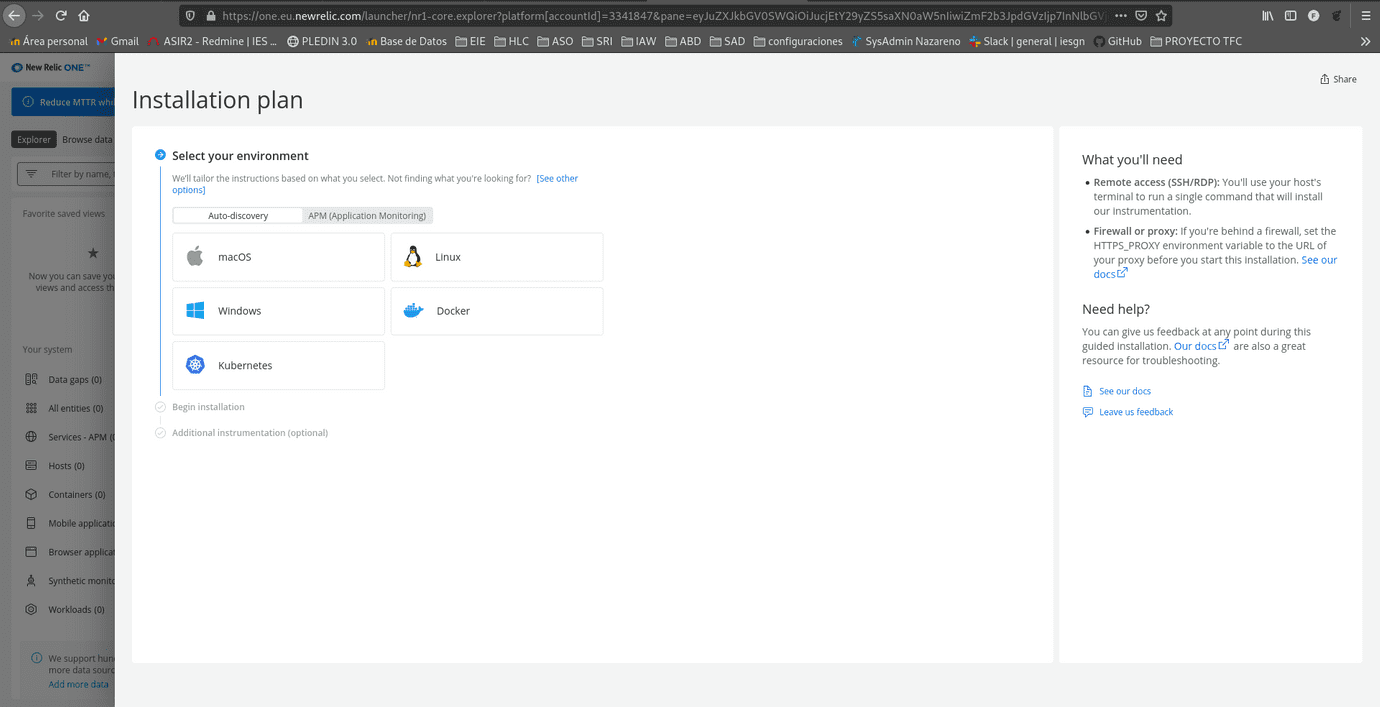 https://one.eu.newrelic.com/launcher/nr1-core.explorer?platform[accountId]=3341847&pane=
Área personal
Gmail
ASIR2 - Redmine | IES ...
PLEDIN 3.0
Base de Datos
EIE
HLC
ASO
SRI
IAW
ABD
SAD
configuraciones
SysAdmin Nazareno
Slack | general | iesgn
GitHub
PROYECTO TFC
New Relic ONE™
Reduce MTTR
Explorer
Browse data
Filter by name,
Favorite saved views
Now you can save
views and access
Your system
Data gaps (0)
All entities (0)
Services - APM
Hosts (0)
Containers (0)
Mobile
Browser
Synthetic
Workloads (0)
We support
more data
Add more data
Share
Installation plan
Select your environment
We'll tailor the instructions based on what you select. Not finding what you're looking for? [See other
options]
Auto-discovery
APM (Application Monitoring)
macOS
Linux
Windows
Docker
Kubernetes
Begin installation
Additional instrumentation (optional)
What you'll need
• Remote access (SSH/RDP): You'll use your host's
terminal to run a single command that will install
our instrumentation.
• Firewall or proxy: If you're behind a firewall, set the
HTTPS_PROXY environment variable to the URL of
your proxy before you start this installation. See our
docs
Need help?
You can give us feedback at any point during this
guided installation. Our docs are also a great
resource for troubleshooting.
See our docs
Leave us feedback